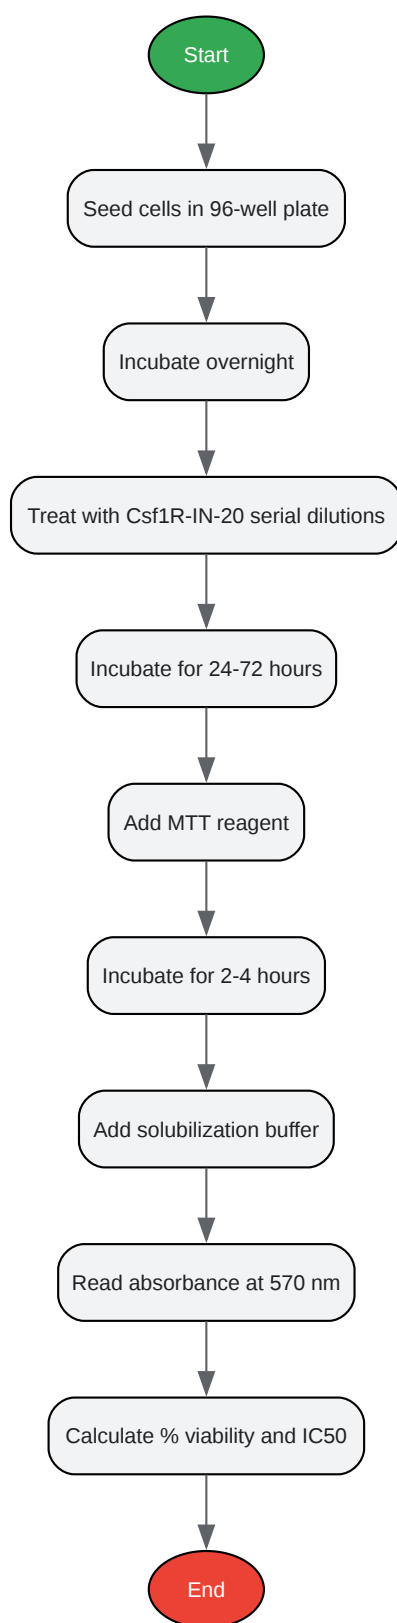 Start
Seed cells in 96-well plate
Incubate overnight
Treat with Csf1R-IN-20 serial dilutions
Incubate for 24-72 hours
Add MTT reagent
Incubate for 2-4 hours
Add solubilization buffer
Read absorbance at 570 nm
Calculate % viability and IC50
End